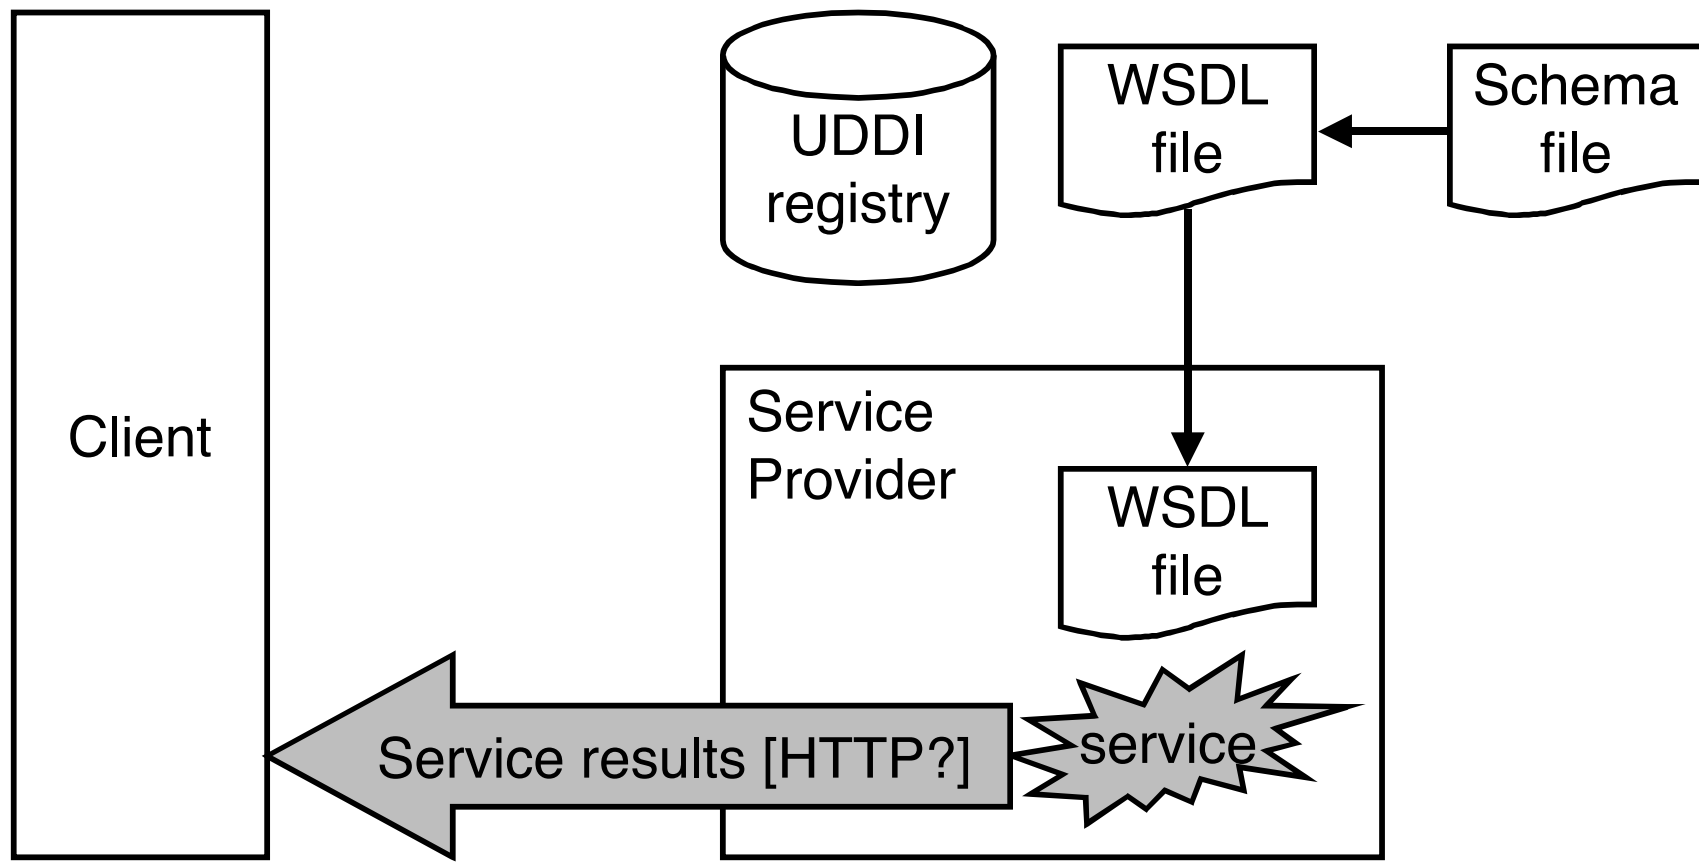 UDDI
registry
WSDL
file
Schema
file
Client
Service
Provider
WSDL
file
Service results [HTTP?]
service